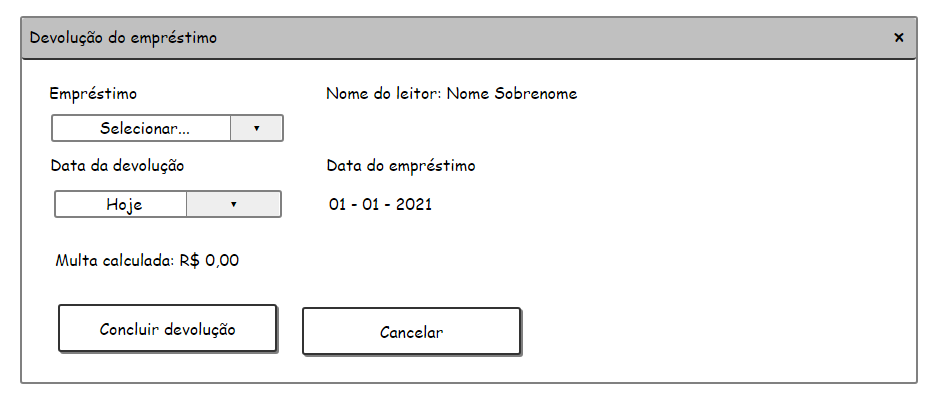 Devolução do empréstimo ×
Empréstimo
Nome do leitor: Nome Sobrenome
Selecionar...
Data da devolução
Data do empréstimo
Hoje
01 - 01 - 2021
Multa calculada: R$ 0,00
Concluir devolução
Cancelar